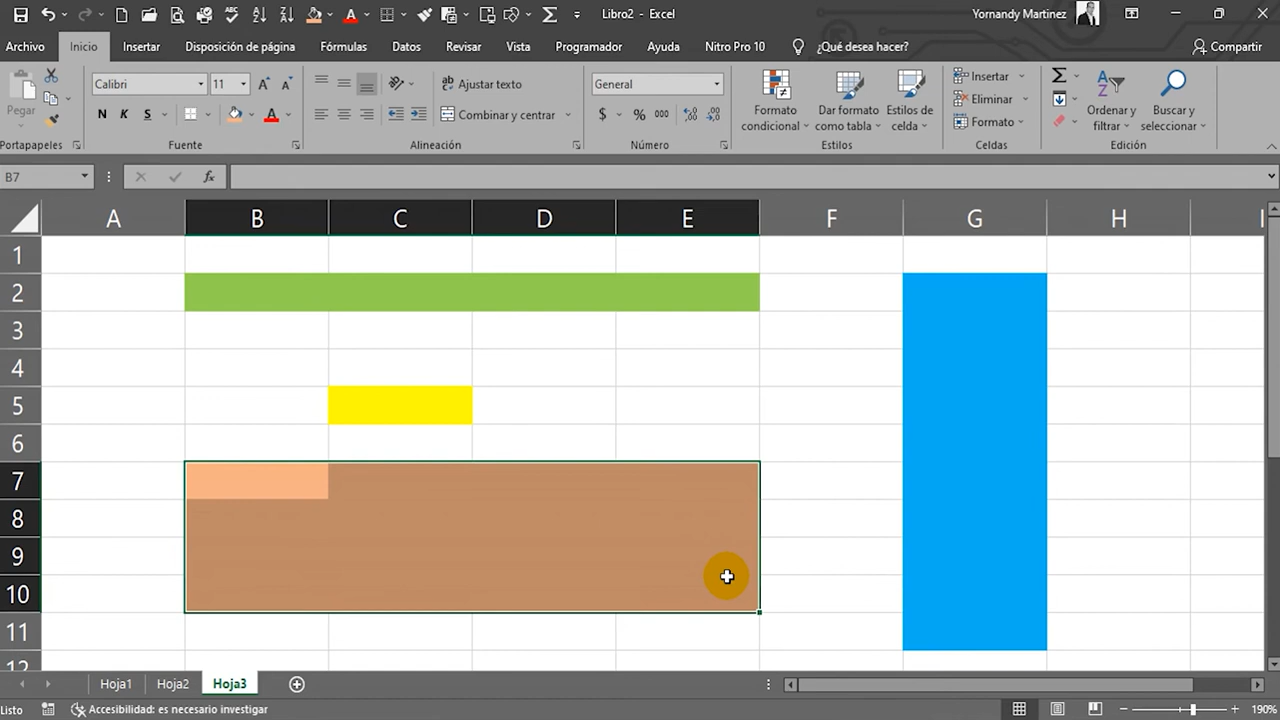 Libro2 - Excel
Yornandy Martinez
Archivo
Inicio
Insertar
Disposición de página
Fórmulas
Datos
Revisar
Vista
Programador
Ayuda
Nitro Pro 10
¿Qué desea hacer?
Compartir
Pegar
Calibri
11
Ajustar texto
General
N K S
Combinar y centrar
$ % 000
Formato condicional
Dar formato como tabla
Estilos de celda
Insertar
Eliminar
Formato
Ordenar y filtrar
Buscar y seleccionar
Portapapeles
Fuente
Alineación
Número
Estilos
Celdas
Edición
B7
fx
A B C D E F G H I
1
2
3
4
5
6
7
8
9
10
11
12
Hoja1
Hoja2
Hoja3
Listo
Accesibilidad: es necesario investigar
190%